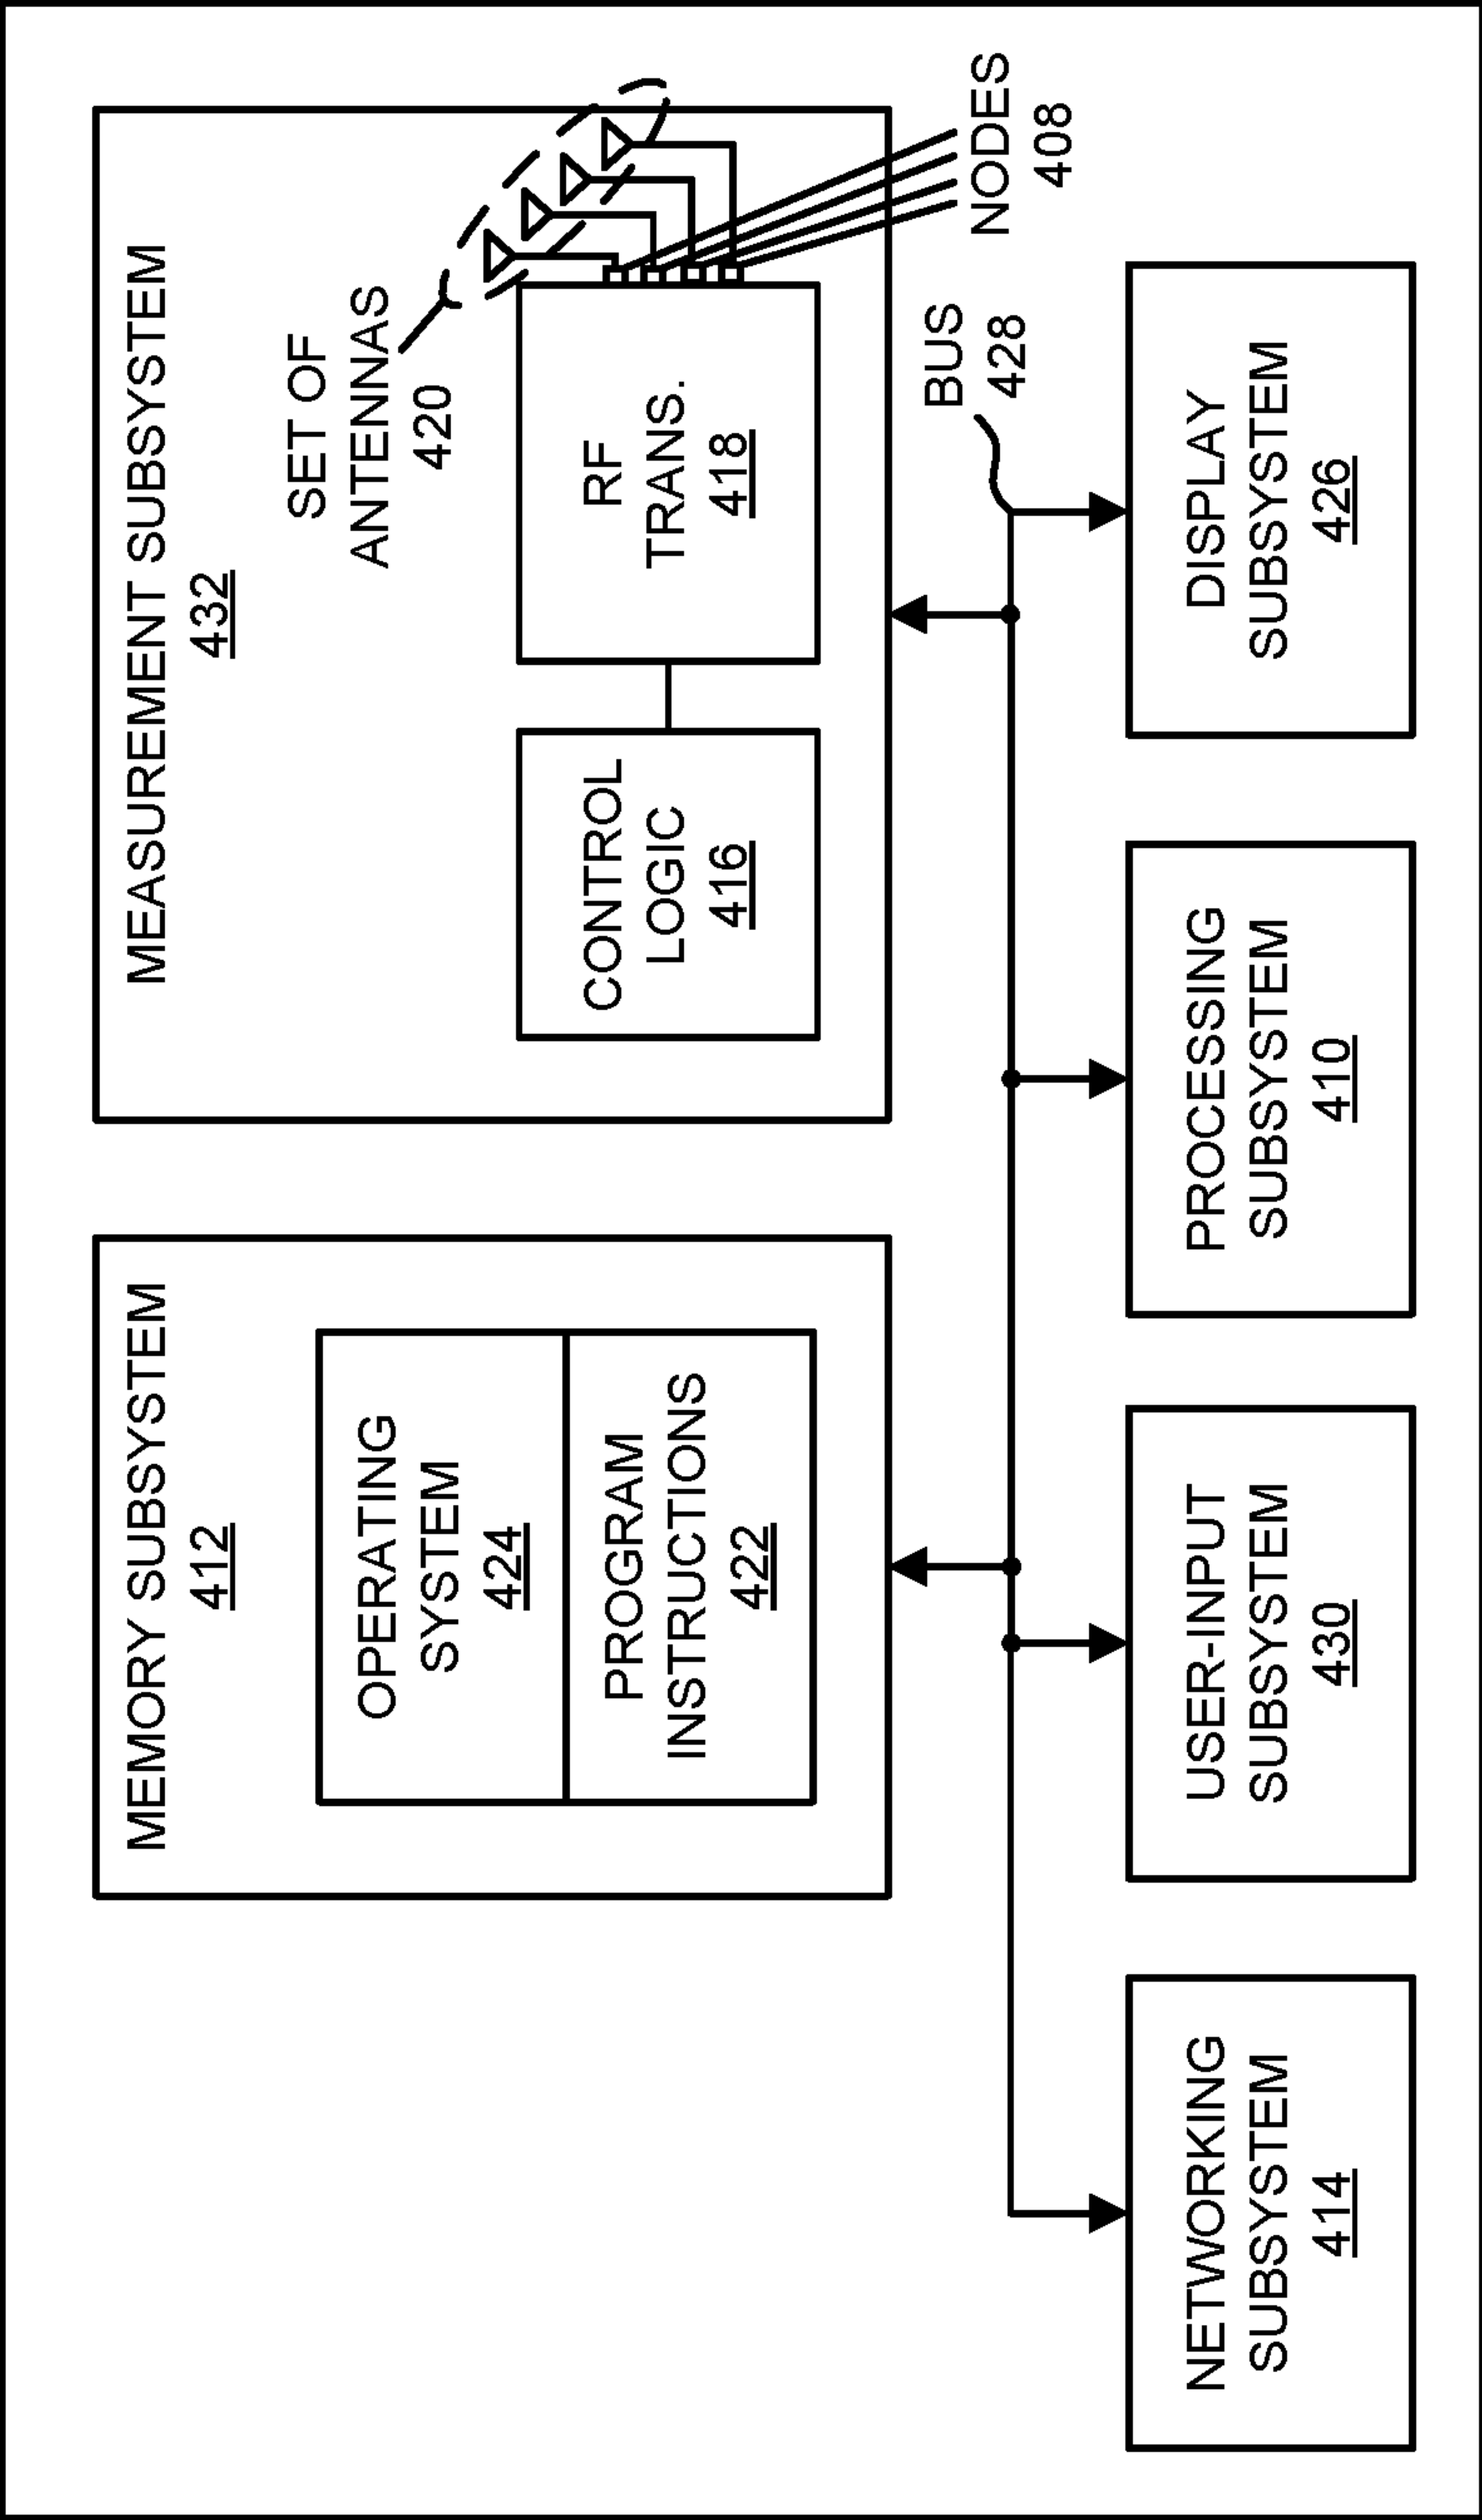 MEMORY SUBSYSTEM
412
OPERATING
SYSTEM
424
PROGRAM
INSTRUCTIONS
422
MEASUREMENT SUBSYSTEM
432
SET OF
ANTENNAS
420
CONTROL
LOGIC
416
RF
TRANS.
418
NODES
408
BUS
428
NETWORKING
SUBSYSTEM
414
USER-INPUT
SUBSYSTEM
430
PROCESSING
SUBSYSTEM
410
DISPLAY
SUBSYSTEM
426